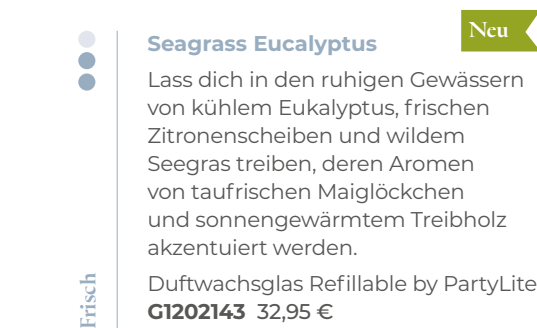 Neu
Seagrass Eucalyptus
Lass dich in den ruhigen Gewässern
von kühlem Eukalyptus, frischen
Zitronenscheiben und wildem
Seegras treiben, deren Aromen
von taufrischen Maiglöckchen
und sonnengewärmtem Treibholz
akzentuiert werden.
Duftwachsglas Refillable by PartyLite
G1202143 32,95 €
Frisch